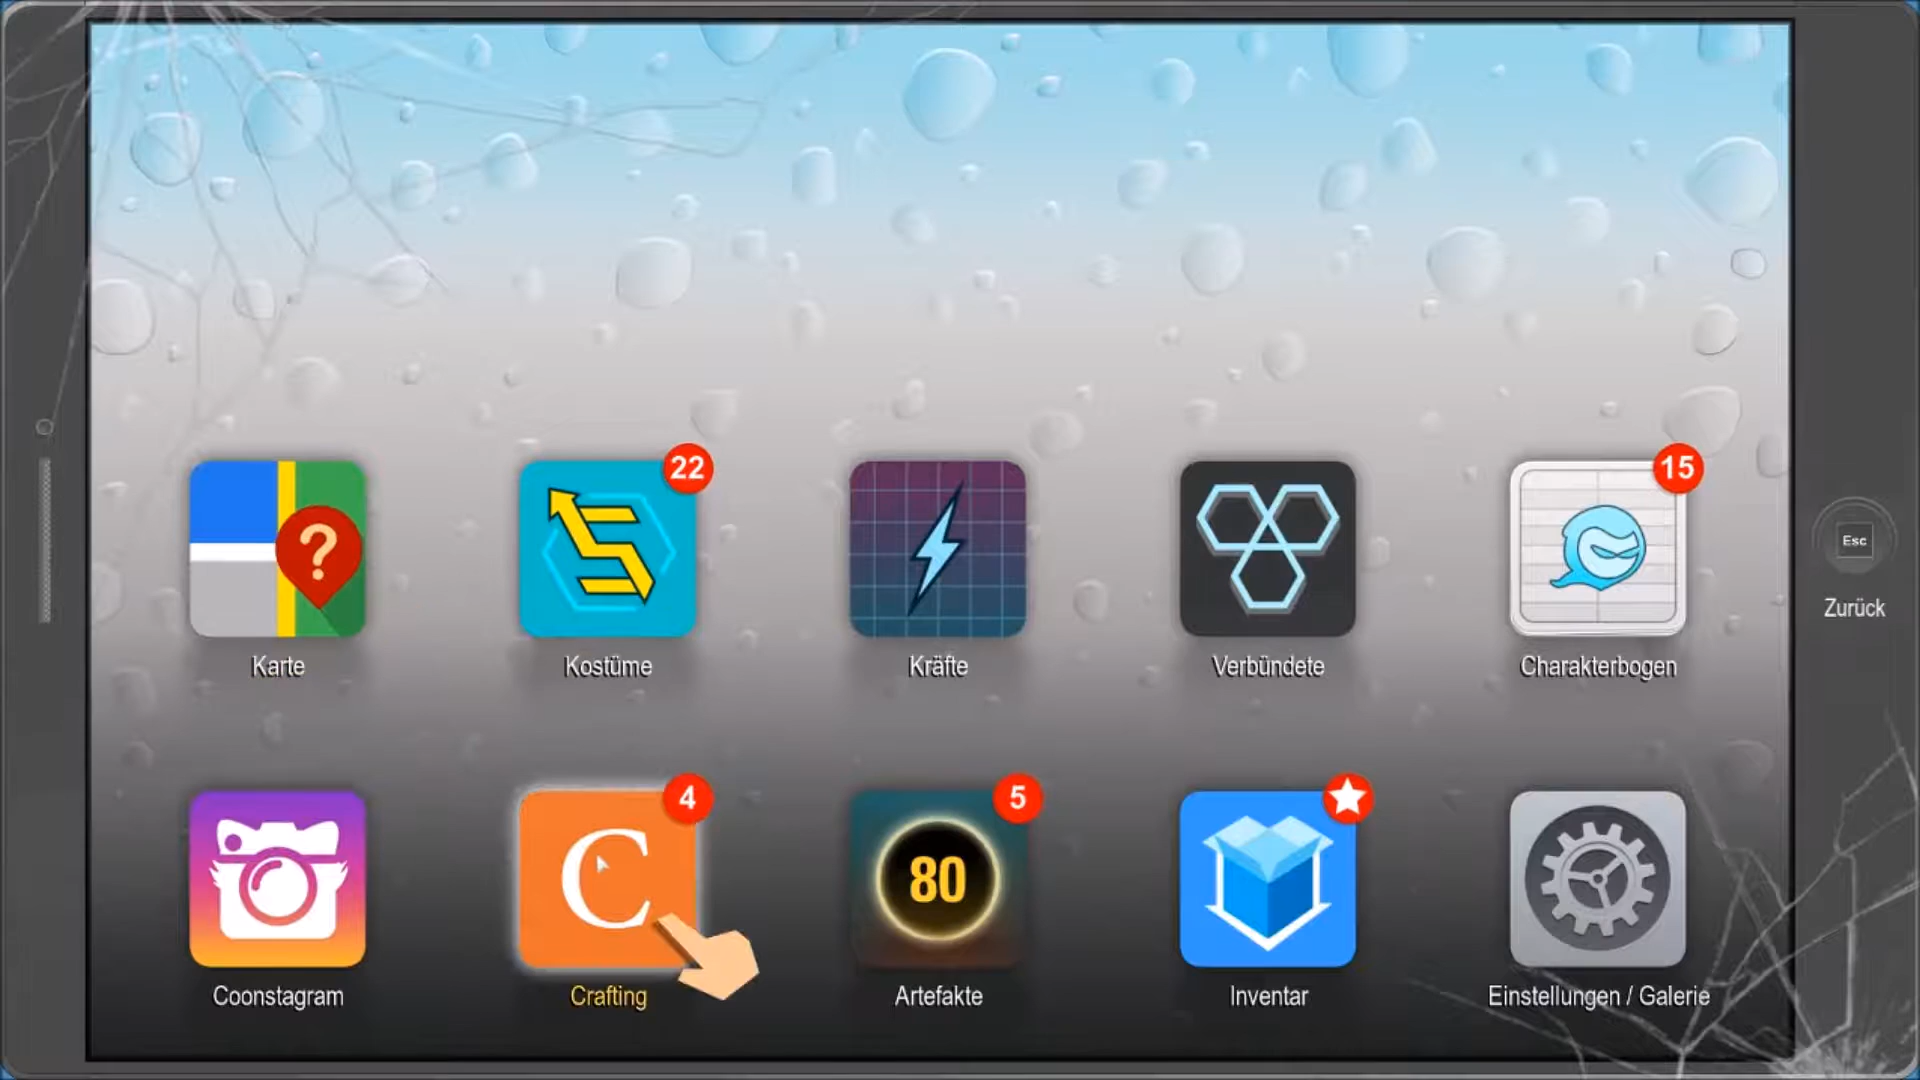 22
15
?
Esc
Zurück
Karte
Kostüme
Kräfte
Verbündete
Charakterbogen
4
5
C
80
Coonstagram
Crafting
Artefakte
Inventar
Einstellungen / Galerie